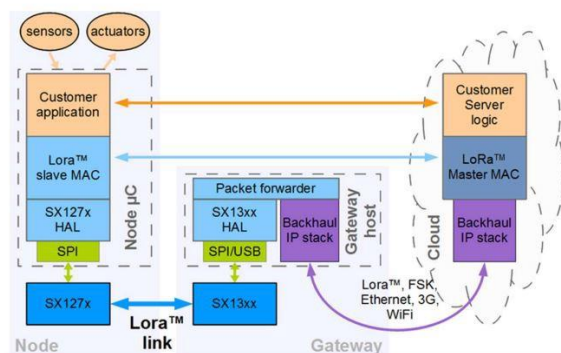 sensors
actuators
Customer
application
Lora™
slave MAC
SX127x
HAL
SPI
SX127x
Node µC
Node
Lora™
link
Packet forwarder
SX13xx
HAL
SPI/USB
SX13xx
Backhaul
IP stack
Gateway
host
Gateway
Lora™, FSK,
Ethernet, 3G,
WiFi
Customer
Server
logic
LoRa™
Master MAC
Backhaul
IP stack
Cloud